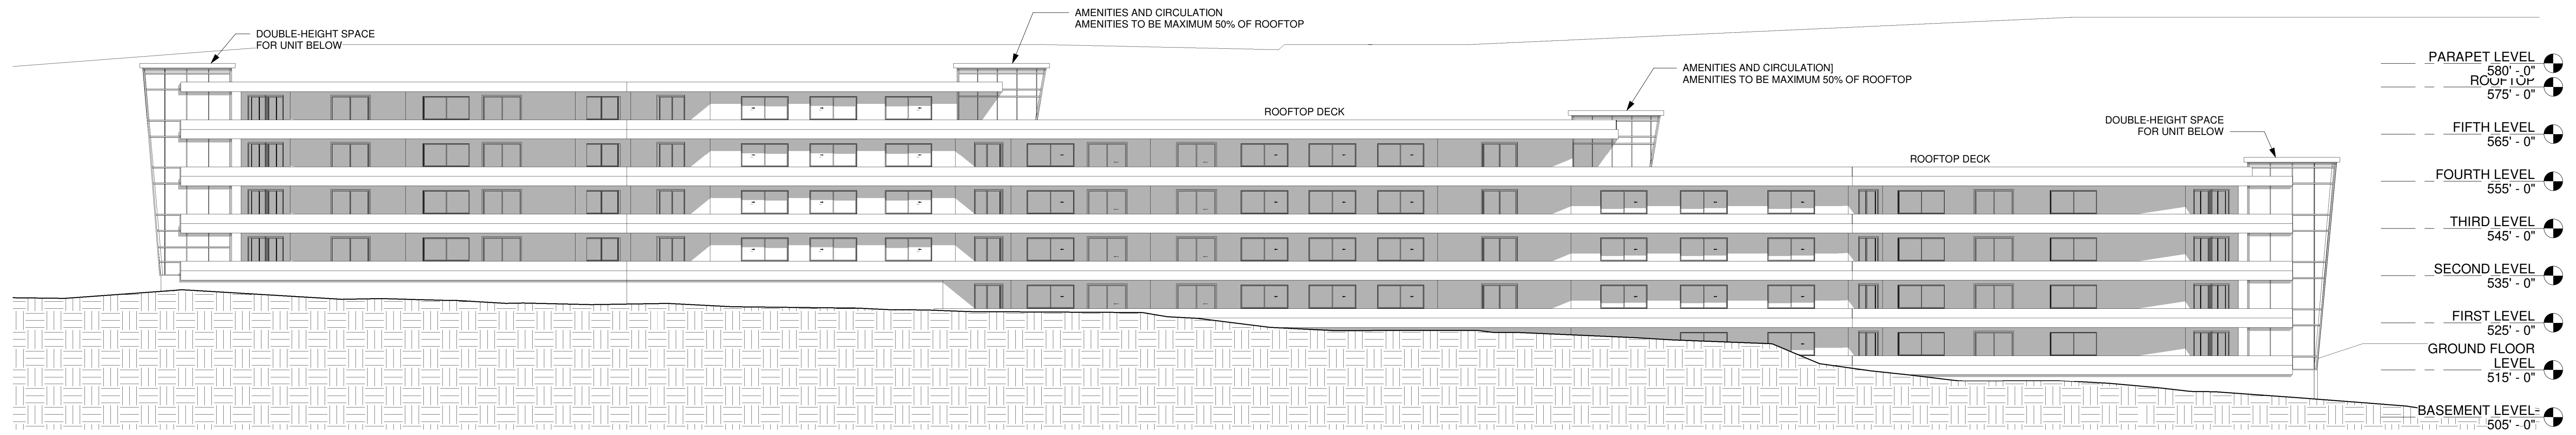 AMENITIES AND CIRCULATION
AMENITIES TO BE MAXIMUM 50% OF ROOFTOP
DOUBLE-HEIGHT SPACE
FOR UNIT BELOW
AMENITIES AND CIRCULATION]
AMENITIES TO BE MAXIMUM 50% OF ROOFTOP
ROOFTOP DECK
DOUBLE-HEIGHT SPACE
FOR UNIT BELOW
ROOFTOP DECK
PARAPET LEVEL
580' - 0"
ROOFTOP
575' - 0"
FIFTH LEVEL
565' - 0"
FOURTH LEVEL
555' - 0"
THIRD LEVEL
545' - 0"
SECOND LEVEL
535' - 0"
FIRST LEVEL
525' - 0"
GROUND FLOOR
LEVEL
515' - 0"
BASEMENT LEVEL
505' - 0"